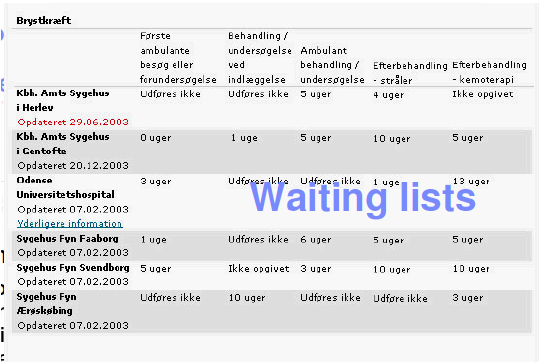 Brystkræft
Første ambulante besøg eller forundersøgelse
Behandling / undersøgelse ved indlæggelse
Ambulant behandling / undersøgelse
Efterbehandling - stråler
Efterbehandling - kemoterapi
Kbh. Amts Sygehus i Herlev
Opdateret 29.06.2003
Udføres ikke Udføres ikke 5 uger 4 uger Ikke opgivet
Kbh. Amts Sygehus i Gentofte
Opdateret 20.12.2003
0 uger 1 uge 5 uger 10 uger 5 uger
Odense Universitetshospital
Opdateret 07.02.2003
Yderligere information
3 uger Udføres ikke Udføres ikke 1 uge 13 uger
Waiting lists
Sygehus Fyn Faaborg
Opdateret 07.02.2003
1 uge Udføres ikke 6 uger 5 uger 5 uger
Sygehus Fyn Svendborg
Opdateret 07.02.2003
5 uger Ikke opgivet 3 uger 10 uger 10 uger
Sygehus Fyn Ærøskøbing
Opdateret 07.02.2003
Udføres ikke 10 uger Udføres ikke Udføre ikke 3 uger